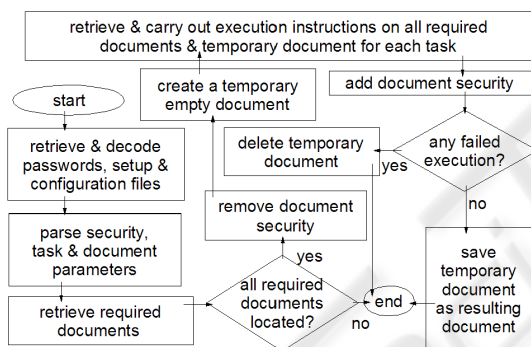 retrieve & carry out execution instructions on all required
documents & temporary document for each task
create a temporary
empty document
add document security
start
delete temporary
document
any failed
execution?
yes
retrieve & decode
passwords, setup &
configuration files
remove document
security
no
parse security,
task & document
parameters
yes
save
temporary
document
as resulting
document
all required
documents
located?
end
no
retrieve required
documents